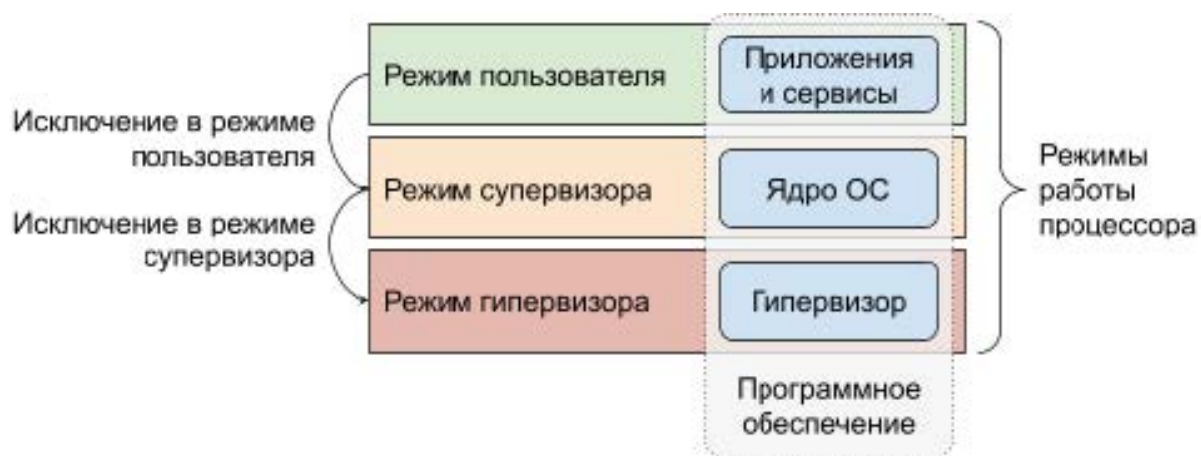 Режим пользователя
Приложения
и сервисы
Исключение в режиме
пользователя
Режим супервизора
Ядро ОС
Режимы
работы
процессора
Исключение в режиме
супервизора
Режим гипервизора
Гипервизор
Программное
обеспечение